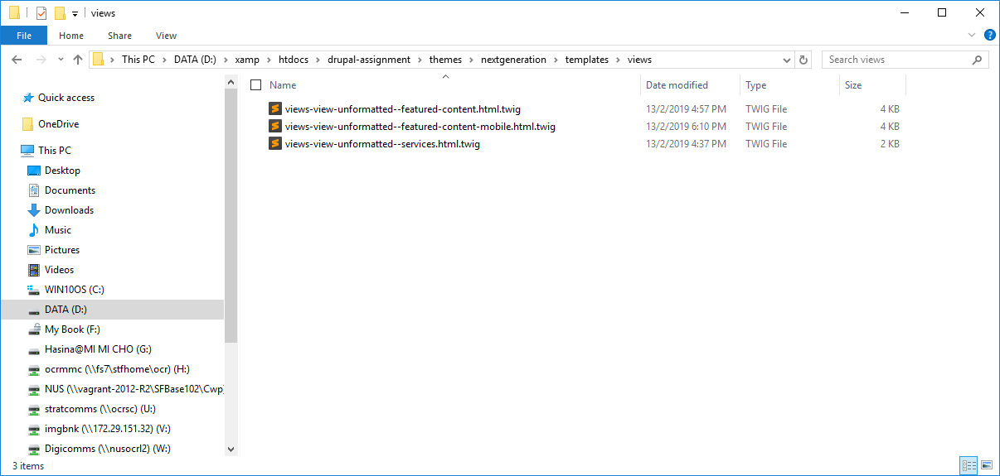 views
File Home Share View
This PC DATA (D:) xamp htdocs drupal-assignment themes nextgeneration templates views Search views
Quick access
OneDrive
This PC
Desktop
Documents
Downloads
Music
Pictures
Videos
WIN10OS (C:)
DATA (D:)
My Book (F:)
Hasina@MI MI CHO (G:)
ocrmmc (\\fs7\stfhome\ocr) (H:)
NUS (\\vagrant-2012-R2\SFBase102\Cwp)
stratcomms (\\ocrsc) (U:)
imgbnk (\\172.29.151.32) (V:)
Digicomms (\\nusocrl2) (W:)
Name Date modified Type Size
views-view-unformatted--featured-content.html.twig 13/2/2019 4:57 PM TWIG File 4 KB
views-view-unformatted--featured-content-mobile.html.twig 13/2/2019 6:10 PM TWIG File 4 KB
views-view-unformatted--services.html.twig 13/2/2019 4:37 PM TWIG File 2 KB
3 items